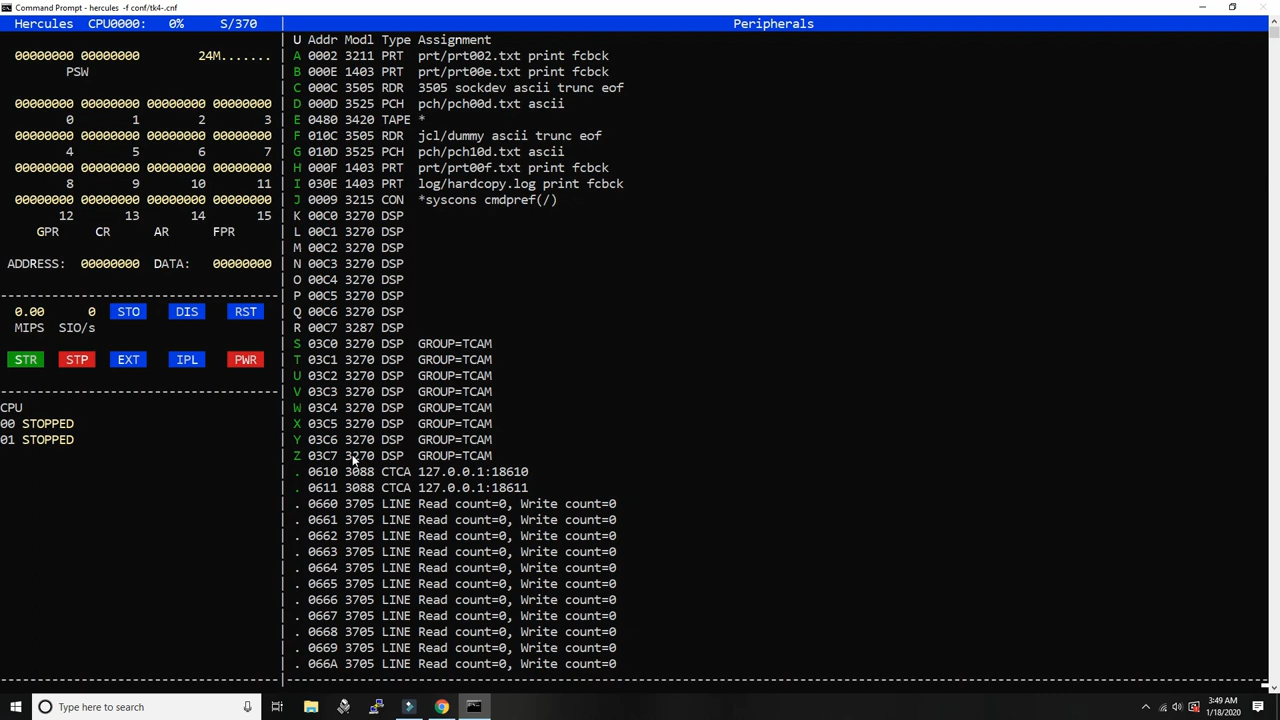 Command Prompt - hercules -f conf/tk4-.cnf
Hercules CPU0000: 0% S/370 | Peripherals
| U Addr Modl Type Assignment
00000000 00000000 24M....... | A 0002 3211 PRT prt/prt002.txt print fcbck
PSW | B 000E 1403 PRT prt/prt00e.txt print fcbck
| C 000C 3505 RDR 3505 sockdev ascii trunc eof
00000000 00000000 00000000 00000000 | D 000D 3525 PCH pch/pch00d.txt ascii
0 1 2 3 | E 0480 3420 TAPE *
00000000 00000000 00000000 00000000 | F 010C 3505 RDR jcl/dummy ascii trunc eof
4 5 6 7 | G 010D 3525 PCH pch/pch10d.txt ascii
00000000 00000000 00000000 00000000 | H 000F 1403 PRT prt/prt00f.txt print fcbck
8 9 10 11 | I 030E 1403 PRT log/hardcopy.log print fcbck
00000000 00000000 00000000 00000000 | J 0009 3215 CON *syscons cmdpref(/)
12 13 14 15 | K 00C0 3270 DSP
GPR CR AR FPR | L 00C1 3270 DSP
| M 00C2 3270 DSP
ADDRESS: 00000000 DATA: 00000000 | N 00C3 3270 DSP
| O 00C4 3270 DSP
-------------------------------------- | P 00C5 3270 DSP
0.00 0 STO DIS RST | Q 00C6 3270 DSP
MIPS SIO/s | R 00C7 3287 DSP
| S 03C0 3270 DSP GROUP=TCAM
STR STP EXT IPL PWR | T 03C1 3270 DSP GROUP=TCAM
| U 03C2 3270 DSP GROUP=TCAM
-------------------------------------- | V 03C3 3270 DSP GROUP=TCAM
CPU | W 03C4 3270 DSP GROUP=TCAM
00 STOPPED | X 03C5 3270 DSP GROUP=TCAM
01 STOPPED | Y 03C6 3270 DSP GROUP=TCAM
| Z 03C7 3270 DSP GROUP=TCAM
| . 0610 3088 CTCA 127.0.0.1:18610
| . 0611 3088 CTCA 127.0.0.1:18611
| . 0660 3705 LINE Read count=0, Write count=0
| . 0661 3705 LINE Read count=0, Write count=0
| . 0662 3705 LINE Read count=0, Write count=0
| . 0663 3705 LINE Read count=0, Write count=0
| . 0664 3705 LINE Read count=0, Write count=0
| . 0665 3705 LINE Read count=0, Write count=0
| . 0666 3705 LINE Read count=0, Write count=0
| . 0667 3705 LINE Read count=0, Write count=0
| . 0668 3705 LINE Read count=0, Write count=0
| . 0669 3705 LINE Read count=0, Write count=0
| . 066A 3705 LINE Read count=0, Write count=0
Type here to search
3:49 AM
1/18/2020